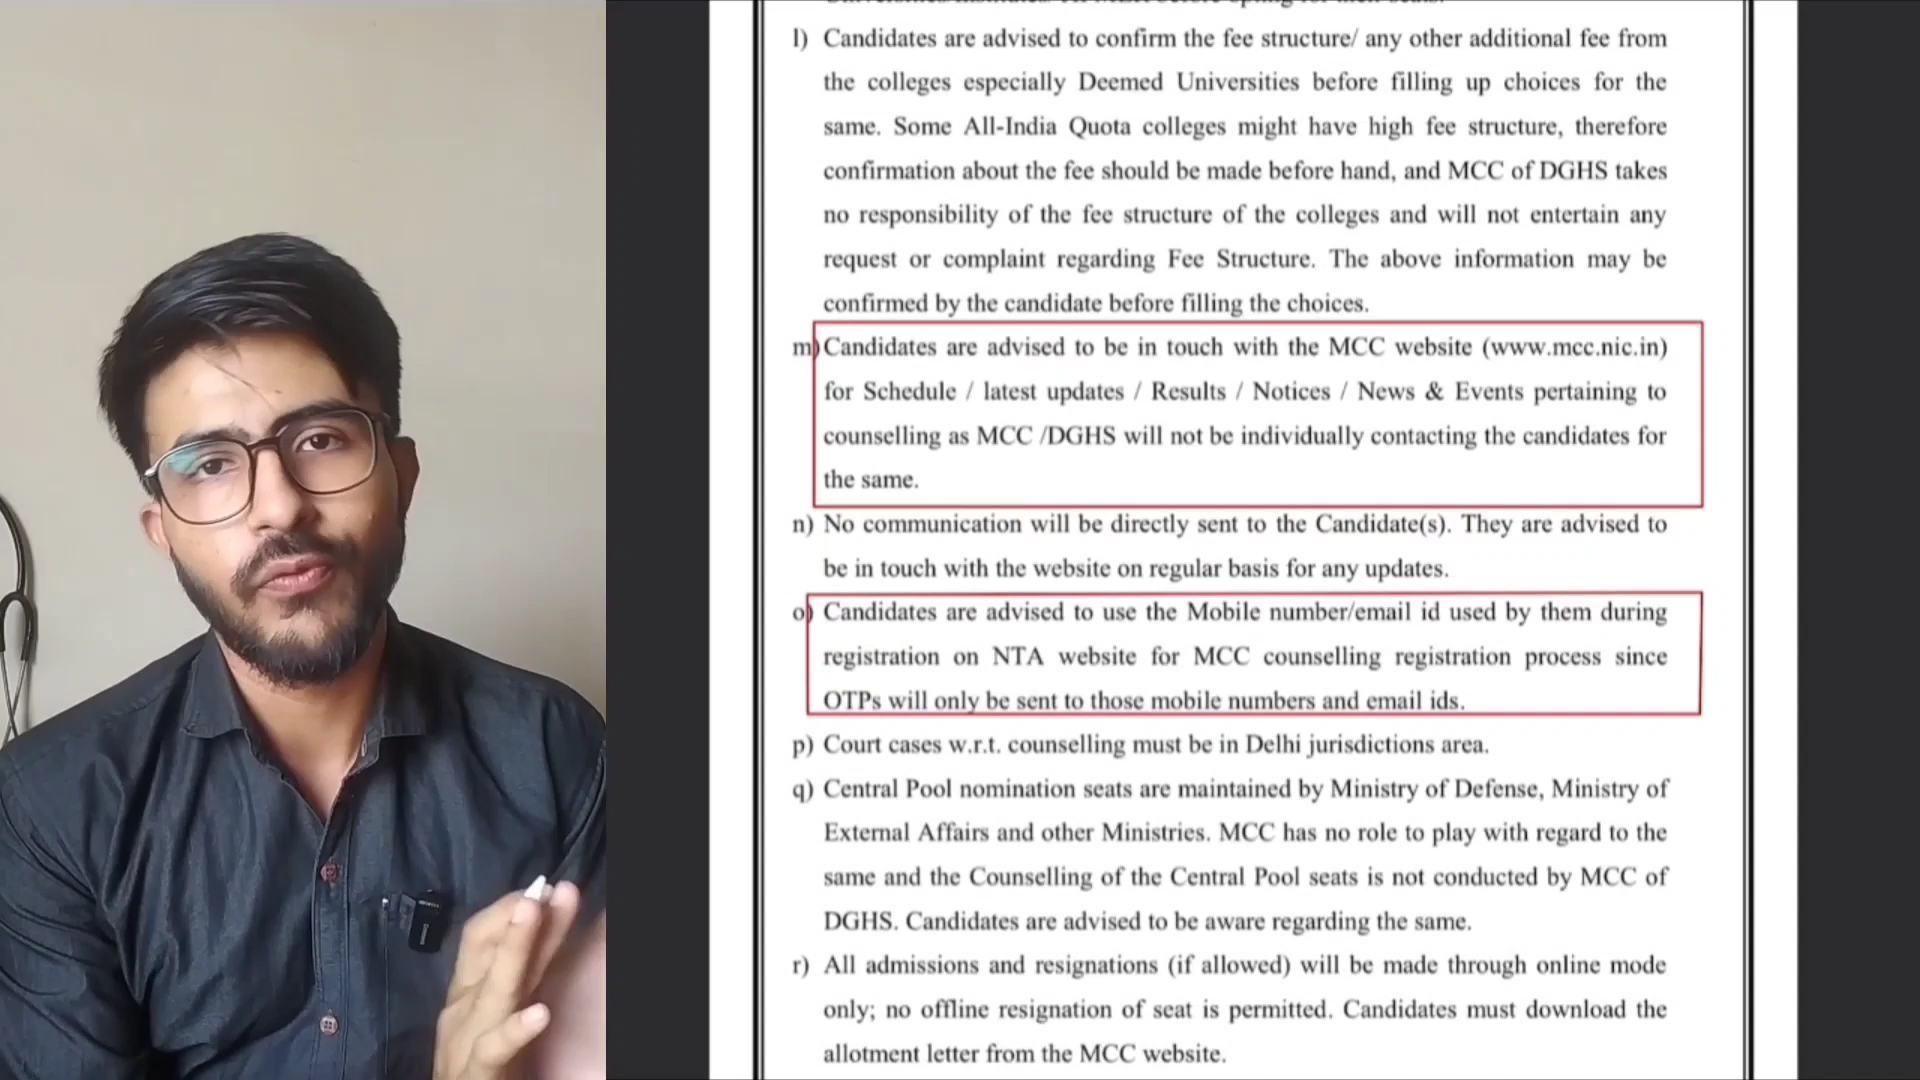 l) Candidates are advised to confirm the fee structure/ any other additional fee from
the colleges especially Deemed Universities before filling up choices for the
same. Some All-India Quota colleges might have high fee structure, therefore
confirmation about the fee should be made before hand, and MCC of DGHS takes
no responsibility of the fee structure of the colleges and will not entertain any
request or complaint regarding Fee Structure. The above information may be
confirmed by the candidate before filling the choices.
m) Candidates are advised to be in touch with the MCC website (www.mcc.nic.in)
for Schedule / latest updates / Results / Notices / News & Events pertaining to
counselling as MCC /DGHS will not be individually contacting the candidates for
the same.
n) No communication will be directly sent to the Candidate(s). They are advised to
be in touch with the website on regular basis for any updates.
o) Candidates are advised to use the Mobile number/email id used by them during
registration on NTA website for MCC counselling registration process since
OTPs will only be sent to those mobile numbers and email ids.
p) Court cases w.r.t. counselling must be in Delhi jurisdictions area.
q) Central Pool nomination seats are maintained by Ministry of Defense, Ministry of
External Affairs and other Ministries. MCC has no role to play with regard to the
same and the Counselling of the Central Pool seats is not conducted by MCC of
DGHS. Candidates are advised to be aware regarding the same.
r) All admissions and resignations (if allowed) will be made through online mode
only; no offline resignation of seat is permitted. Candidates must download the
allotment letter from the MCC website.